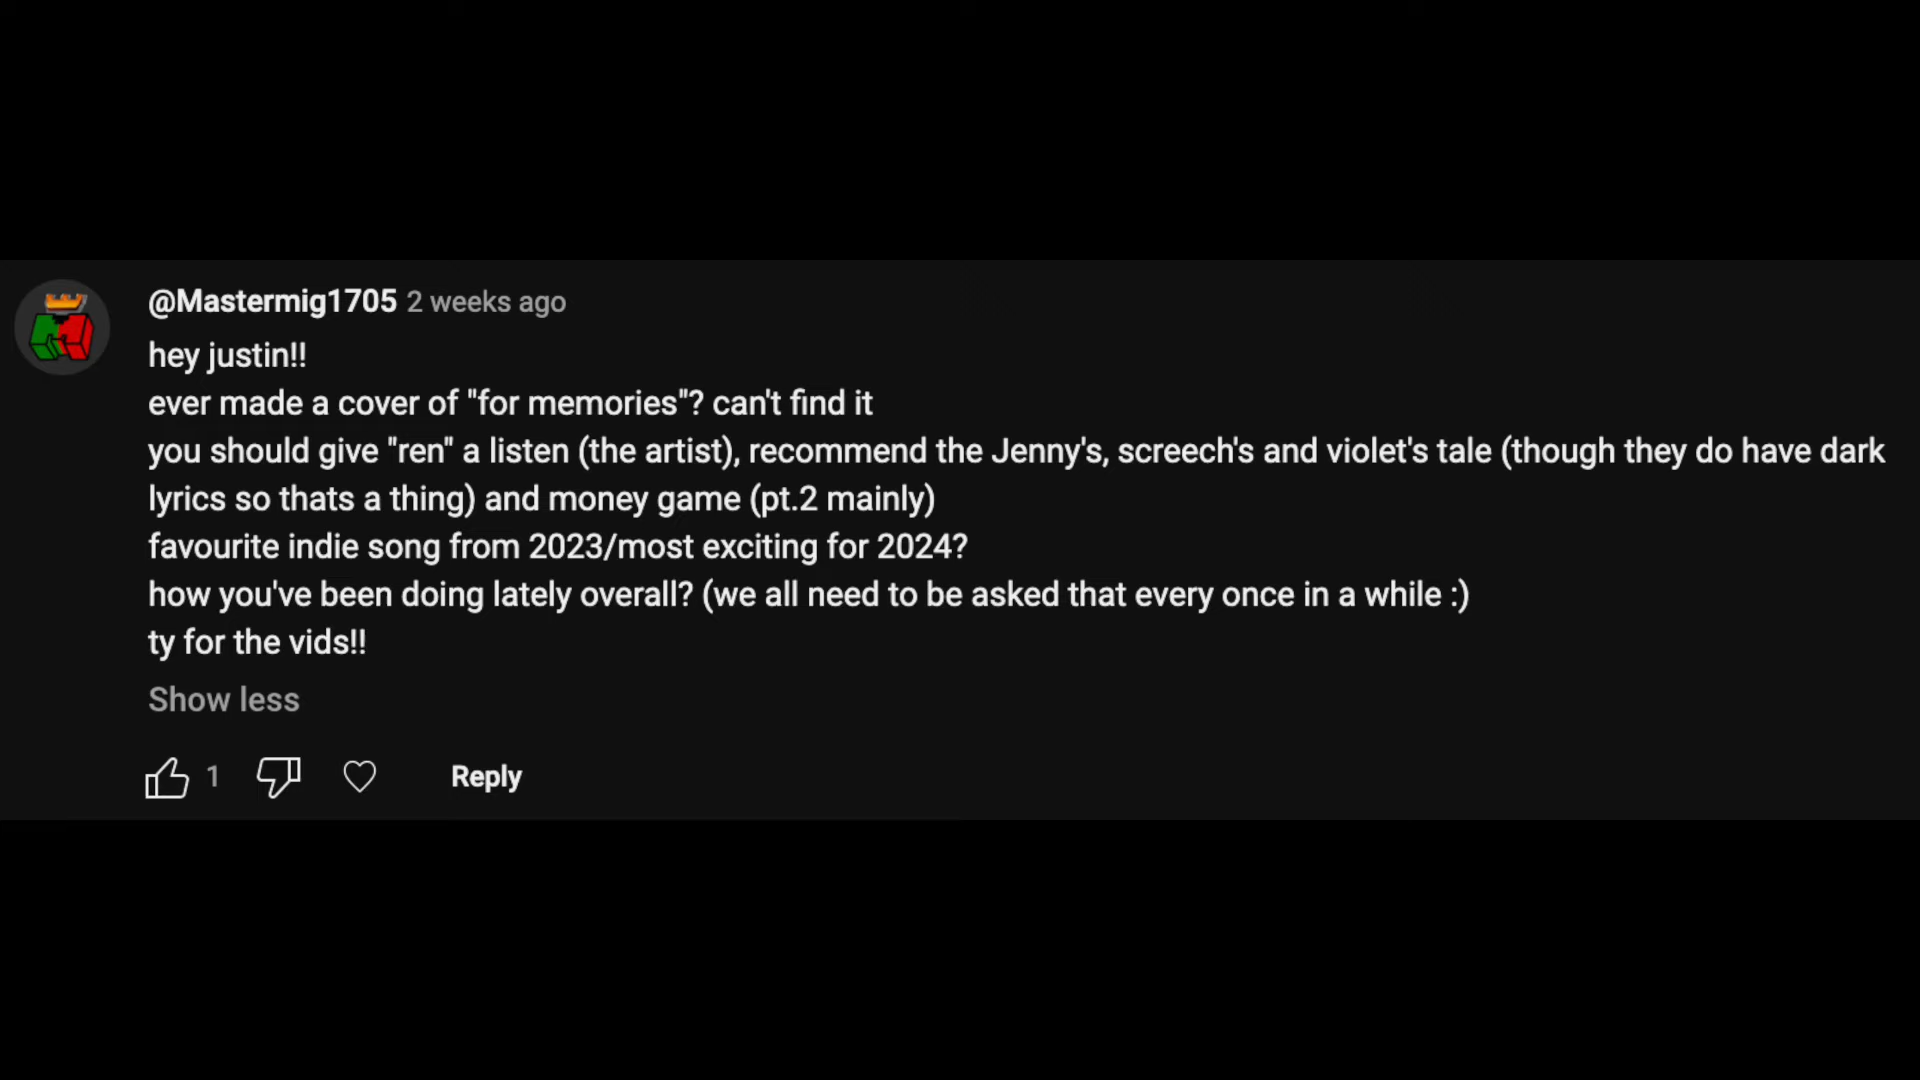 @Mastermig1705 2 weeks ago
hey justin!!
ever made a cover of "for memories"? can't find it
you should give "ren" a listen (the artist), recommend the Jenny's, screech's and violet's tale (though they do have dark
lyrics so thats a thing) and money game (pt.2 mainly)
favourite indie song from 2023/most exciting for 2024?
how you've been doing lately overall? (we all need to be asked that every once in a while :)
ty for the vids!!
Show less
1 Reply